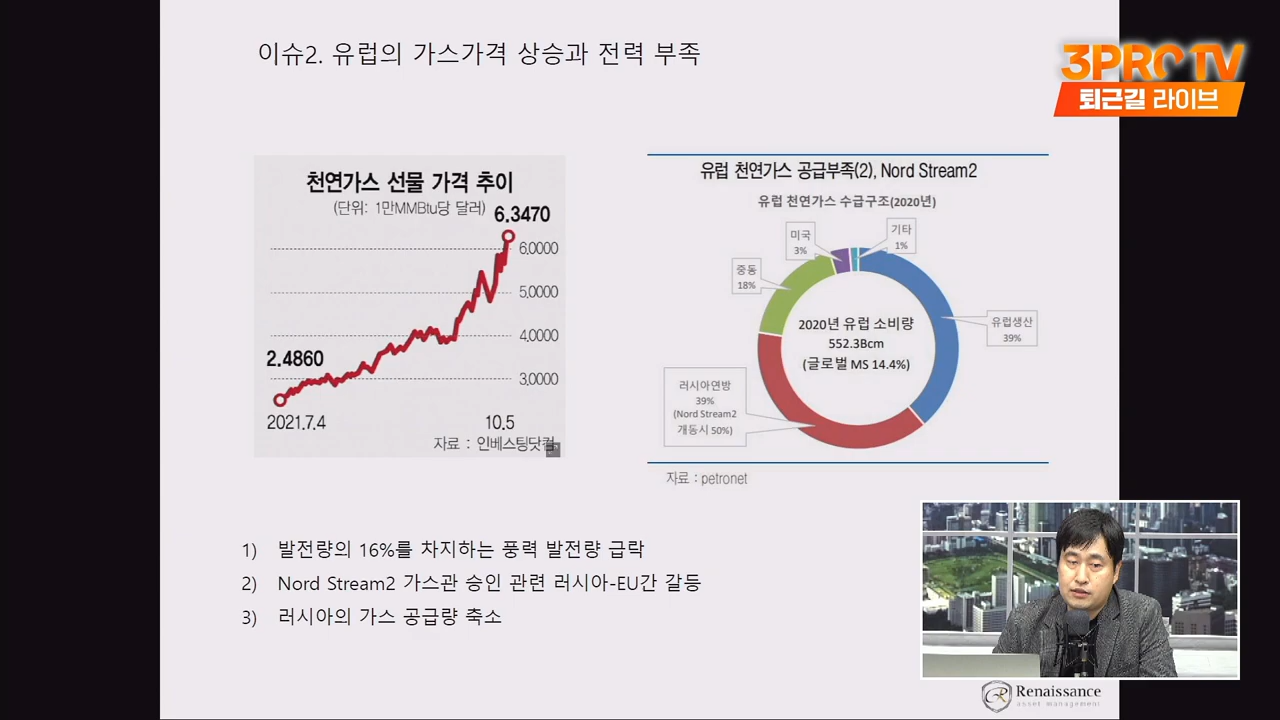 이슈2. 유럽의 가스가격 상승과 전력 부족
3PRO TV
퇴근길 라이브
천연가스 선물 가격 추이
(단위: 1만MMBtu당 달러)
6.3470
6.0000
5.0000
4.0000
3.0000
2.4860
2021.7.4
10.5
자료 : 인베스팅닷컴
유럽 천연가스 공급부족(2), Nord Stream2
유럽 천연가스 수급구조(2020년)
미국
3%
기타
1%
중동
18%
유럽생산
39%
2020년 유럽 소비량
552.3Bcm
(글로벌 MS 14.4%)
러시아연방
39%
(Nord Stream2
개통시 50%)
자료 : petronet
1) 발전량의 16%를 차지하는 풍력 발전량 급락
2) Nord Stream2 가스관 승인 관련 러시아-EU간 갈등
3) 러시아의 가스 공급량 축소
Renaissance
asset management